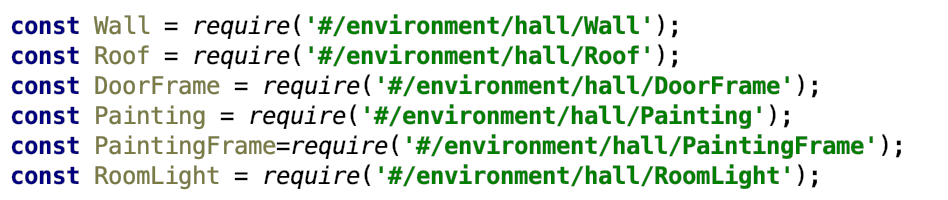 const Wall = require('#/environment/hall/Wall');
const Roof = require('#/environment/hall/Roof');
const DoorFrame = require('#/environment/hall/DoorFrame');
const Painting = require('#/environment/hall/Painting');
const PaintingFrame=require('#/environment/hall/PaintingFrame');
const RoomLight = require('#/environment/hall/RoomLight');